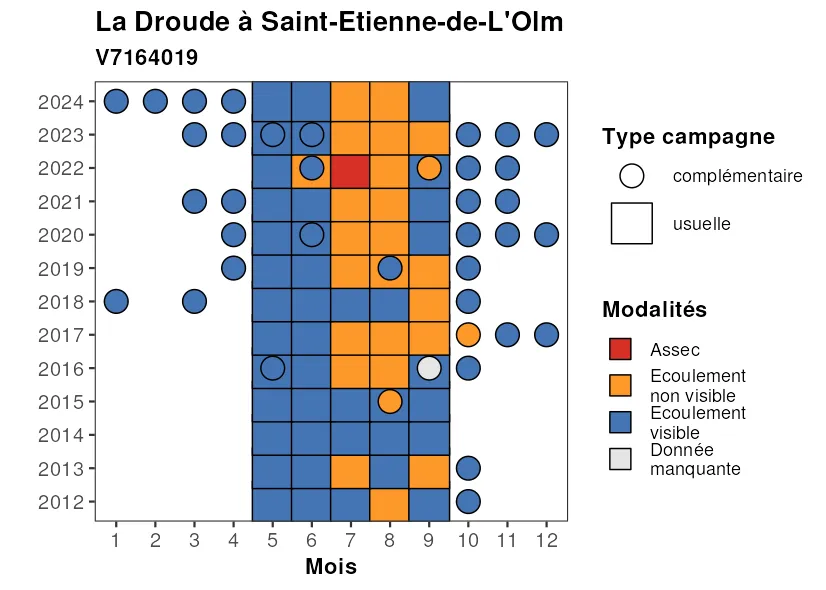 La Droude à Saint-Etienne-de-L'Olm
V7164019
2024
2023
2022
2021
2020
2019
2018
2017
2016
2015
2014
2013
2012
1 2 3 4 5 6 7 8 9 10 11 12
Mois
Type campagne
complémentaire
usuelle
Modalités
Assec
Ecoulement
non visible
Ecoulement
visible
Donnée
manquante